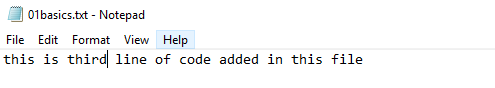 01basics.txt - Notepad
File Edit Format View Help
this is third line of code added in this file